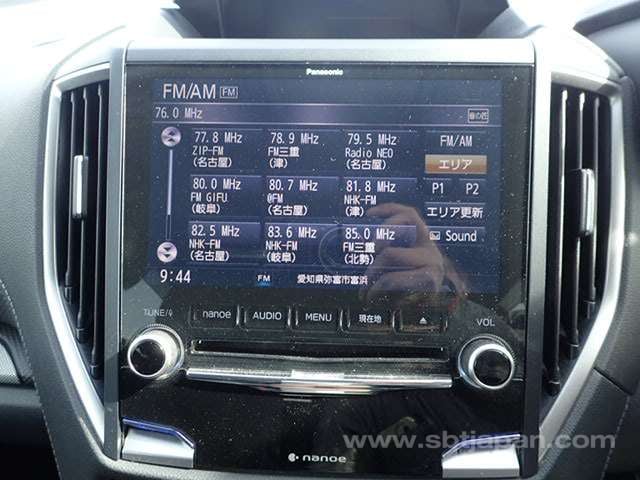 Panasonic
FM/AM FM
76.0 MHz
77.8 MHz 78.9 MHz 79.5 MHz FM/AM
ZIP-FM FM三重 Radio NEO
(名古屋) (津) (名古屋) エリア
80.0 MHz 80.7 MHz 81.8 MHz P1 P2
FM GIFU @FM NHK-FM
(岐阜) (名古屋) (津) エリア更新
82.5 MHz 83.6 MHz 85.0 MHz Sound
NHK-FM NHK-FM FM三重
(名古屋) (岐阜) (北勢)
9:44 FM 愛知県弥富市富浜
TUNE nanoe AUDIO MENU 現在地 VOL
www.sbtjapan.com
nanoe